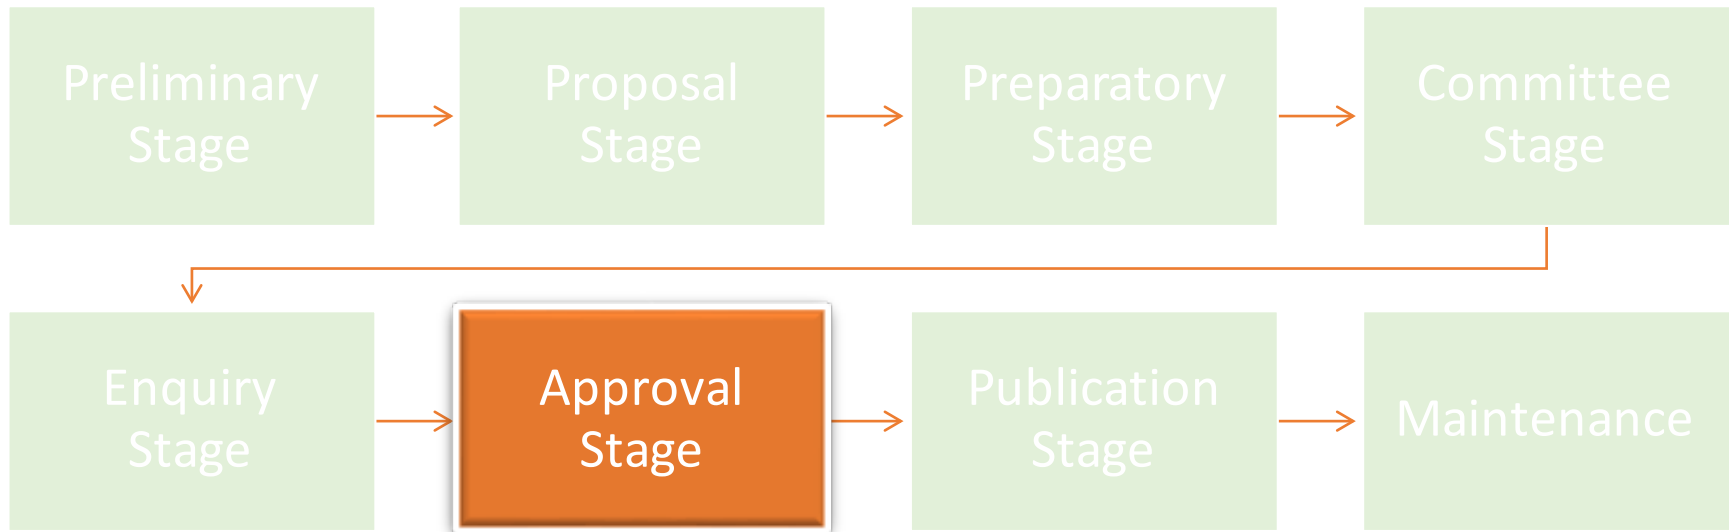 Preliminary
Stage
Proposal
Stage
Preparatory
Stage
Committee
Stage
Enquiry
Stage
Approval
Stage
Publication
Stage
Maintenance